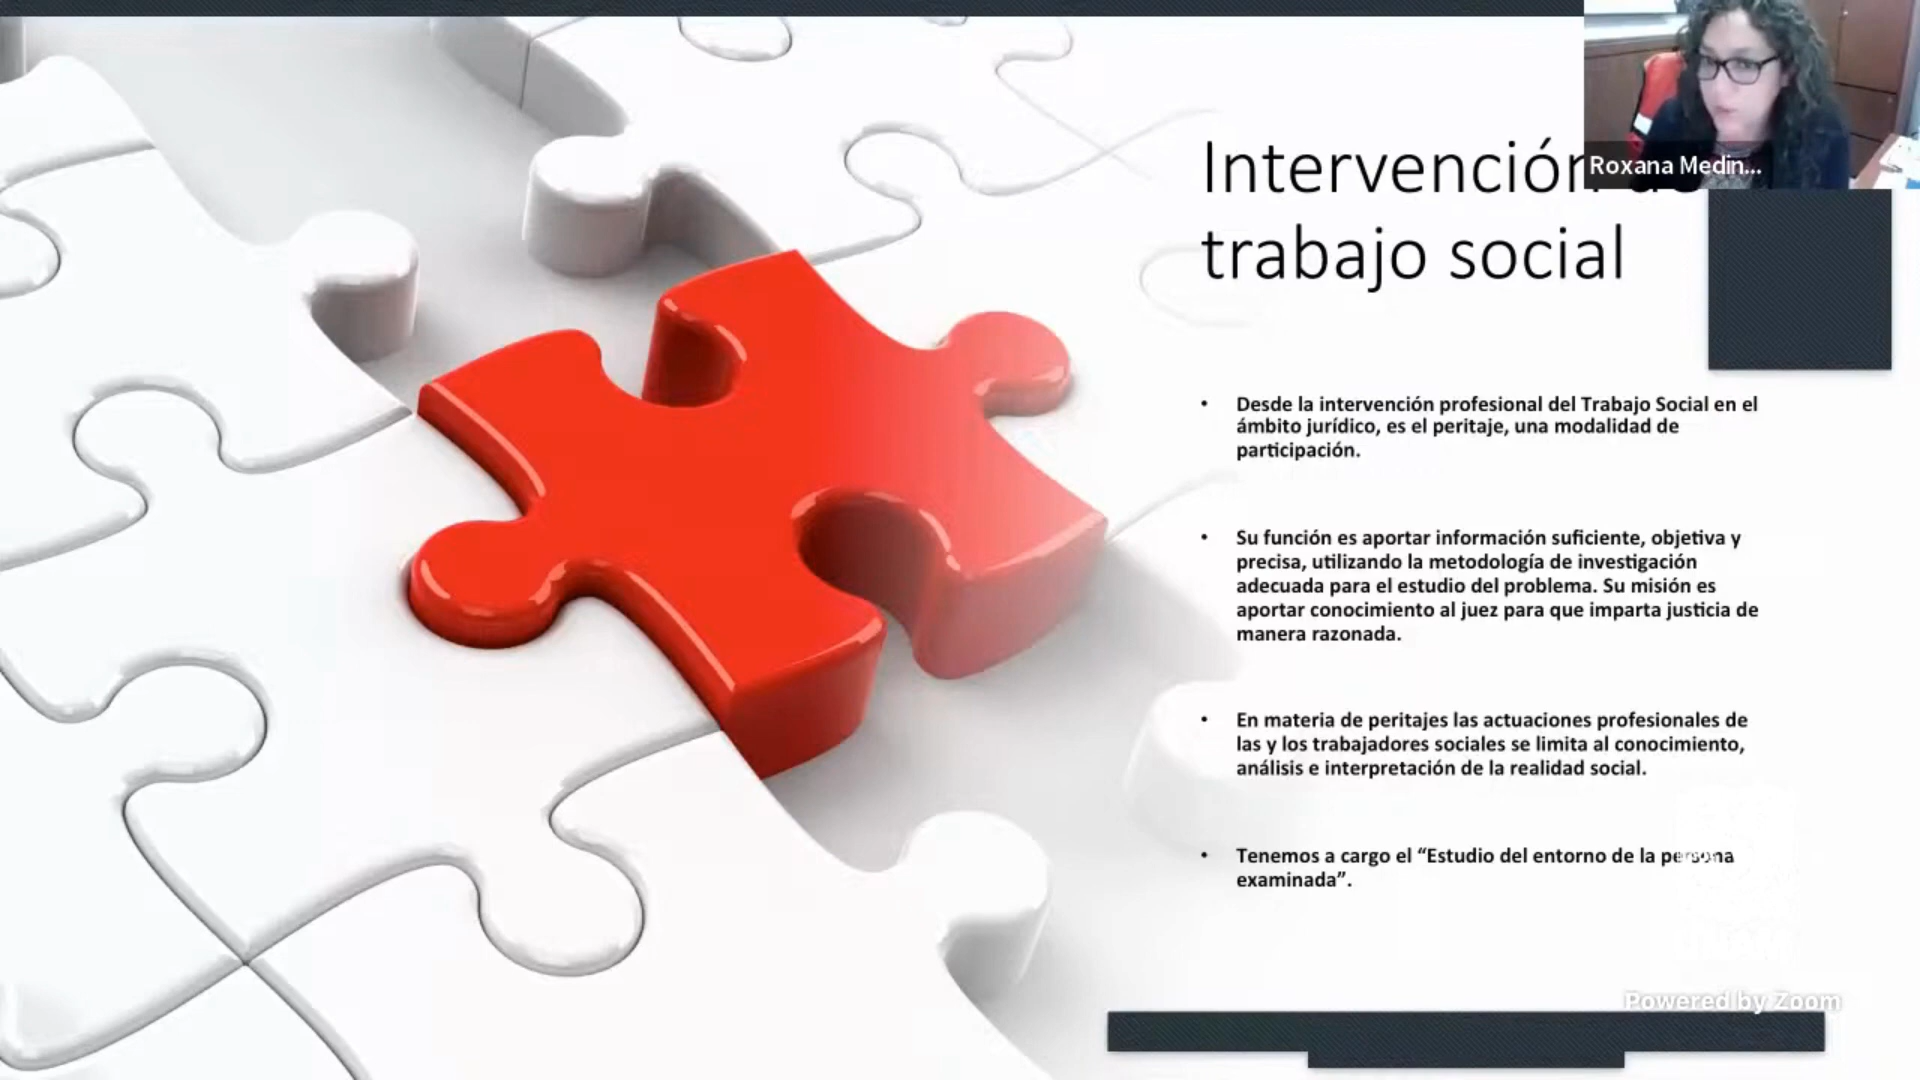 Intervención
trabajo social
Roxana Medin...
• Desde la intervención profesional del Trabajo Social en el
ámbito jurídico, es el peritaje, una modalidad de
participación.
• Su función es aportar información suficiente, objetiva y
precisa, utilizando la metodología de investigación
adecuada para el estudio del problema. Su misión es
aportar conocimiento al juez para que imparta justicia de
manera razonada.
• En materia de peritajes las actuaciones profesionales de
las y los trabajadores sociales se limita al conocimiento,
análisis e interpretación de la realidad social.
• Tenemos a cargo el “Estudio del entorno de la persona
examinada”.
Powered by Zoom